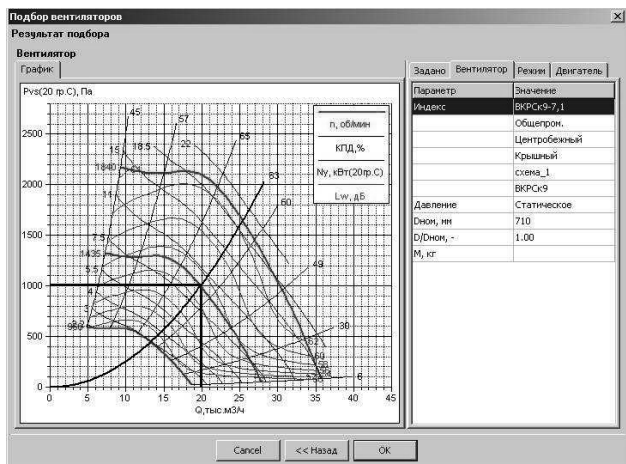 Подбор вентиляторов
Результат подбора
Вентилятор
График
Pvs(20 гр.С), Па
2500
2000
1500
1000
500
0
0 5 10 15 20 25 30 35 40 45
Q,тыс.м3/ч
45
57
65
63
60
49
30
6
15
18.5
22
1840
11
7.5
1435
5.5
4
3
n, об/мин
КПД,%
Ny, кВт(20гр.С)
Lw, дБ
Задано Вентилятор Режим Двигатель
Параметр Значение
Индекс ВКРСк9-7,1
Общепром.
Центробежный
Крышный
схема_1
ВКРСк9
Давление Статическое
Dном, мм 710
D/Dном, - 1.00
М, кг
Cancel << Назад OK